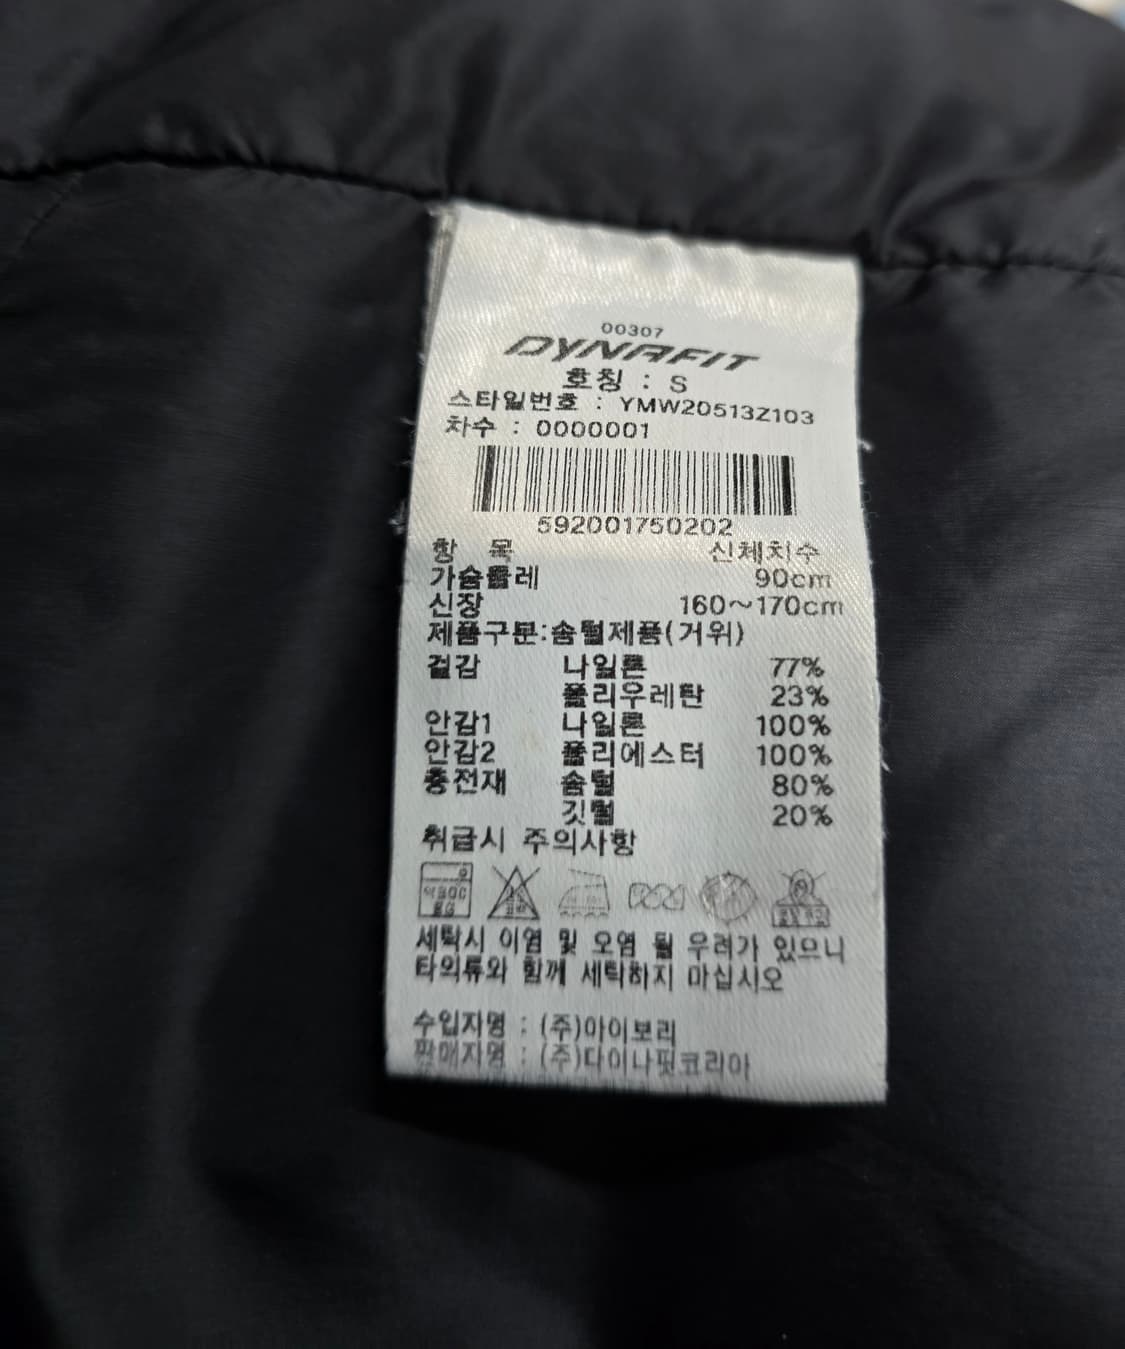 00307
DYNAFIT
호칭 : S
스타일번호 : YMW20513Z103
차수 : 0000001
592001750202
항 목 신체치수
가슴둘레 90cm
신장 160~170cm
제품구분:솜털제품(거위)
겉감 나일론 77%
폴리우레탄 23%
안감1 나일론 100%
안감2 폴리에스터 100%
충전재 솜털 80%
깃털 20%
취급시 주의사항
세탁시 이염 및 오염 될 우려가 있으니
타의류와 함께 세탁하지 마십시오
수입자명 : (주)아이보리
판매자명 : (주)다이나핏코리아